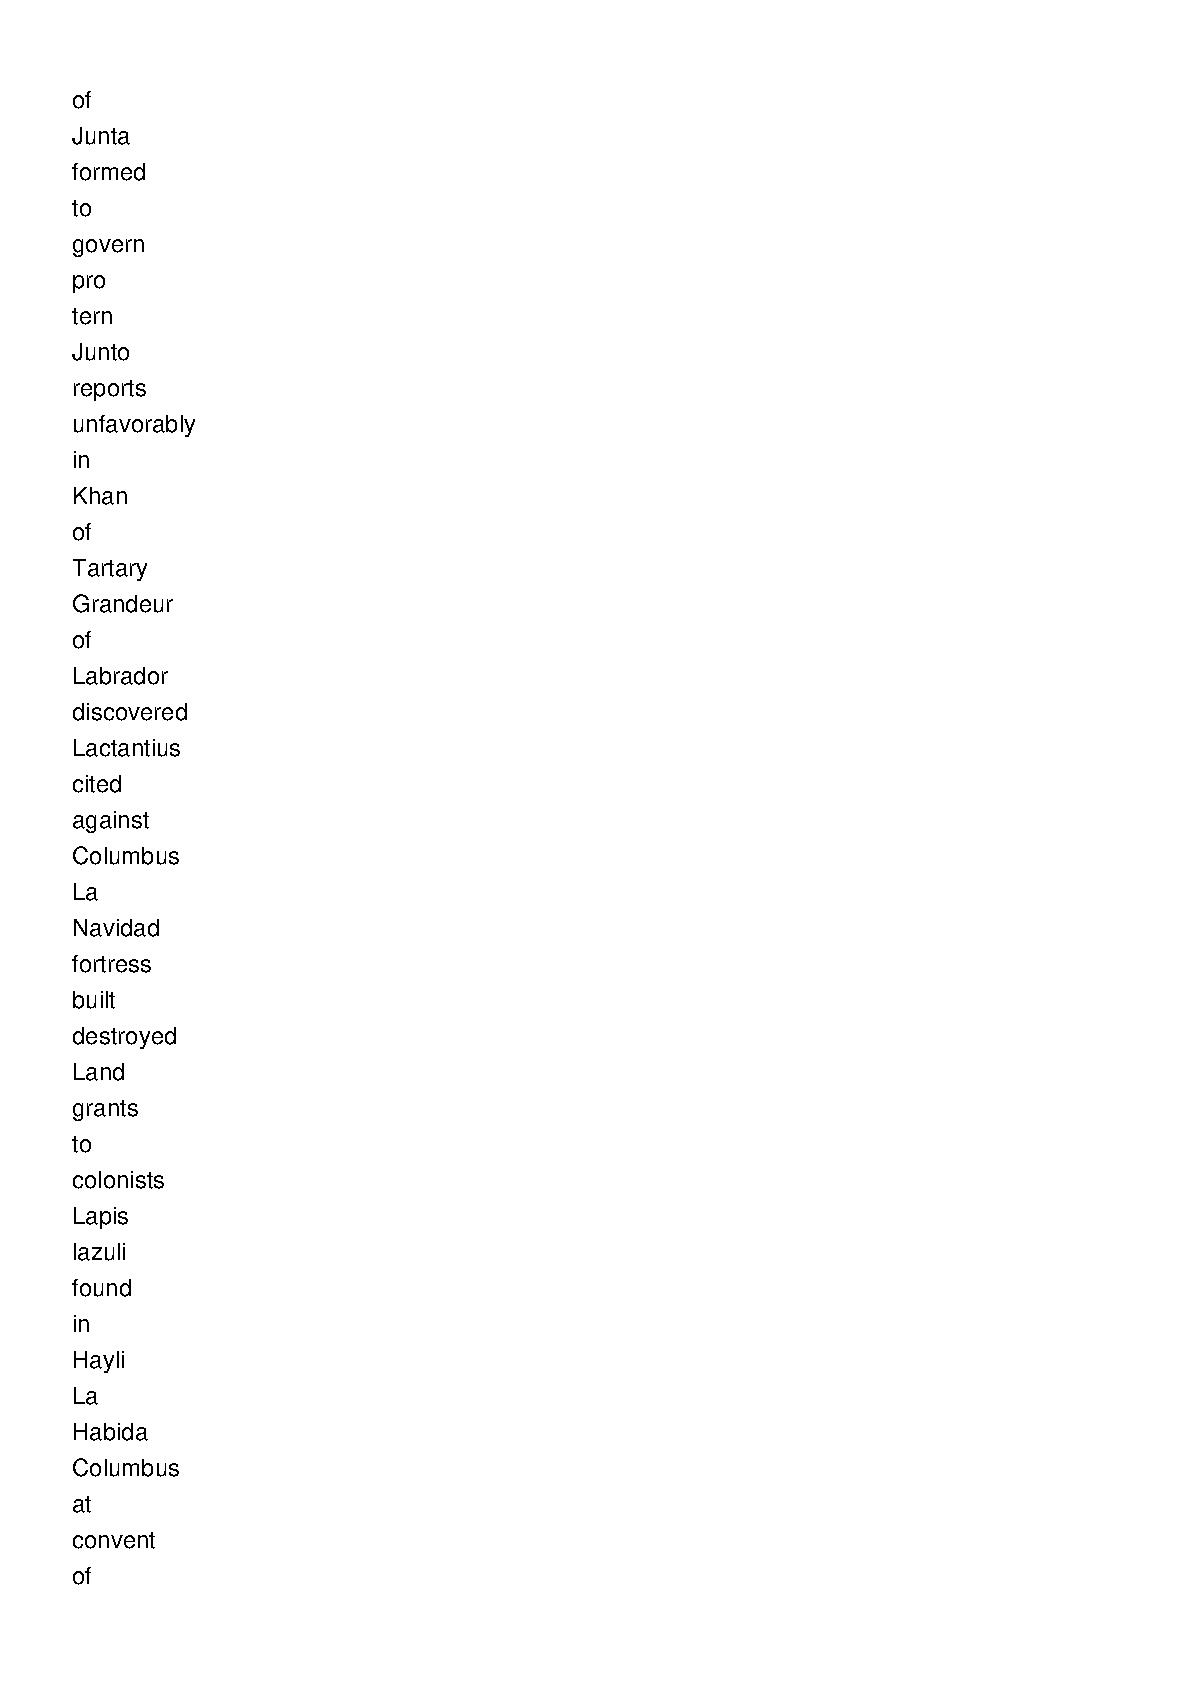 of
Junta
formed
to
govern
pro
tern
Junto
reports
unfavorably
in
Khan
of
Tartary
Grandeur
of
Labrador
discovered
Lactantius
cited
against
Columbus
La
Navidad
fortress
built
destroyed
Land
grants
to
colonists
Lapis
lazuli
found
in
Hayli
La
Habida
Columbus
at
convent
of